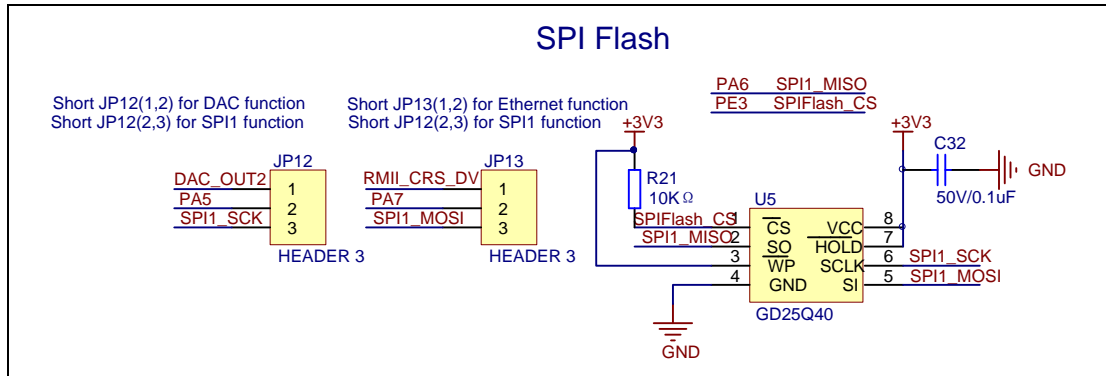 SPI Flash
Short JP12(1,2) for DAC function
Short JP12(2,3) for SPI1 function
Short JP13(1,2) for Ethernet function
Short JP12(2,3) for SPI1 function
PA6 SPI1_MISO
PE3 SPIFlash_CS
JP12
DAC_OUT2 1
PA5 2
SPI1_SCK 3
HEADER 3
JP13
RMII_CRS_DV 1
PA7 2
SPI1_MOSI 3
HEADER 3
+3V3
R21
10KΩ
+3V3
C32
50V/0.1uF
GND
U5
SPIFlash_CS 1 CS VCC 8
SPI1_MISO 2 SO HOLD 7
3 WP SCLK 6 SPI1_SCK
4 GND SI 5 SPI1_MOSI
GD25Q40
GND